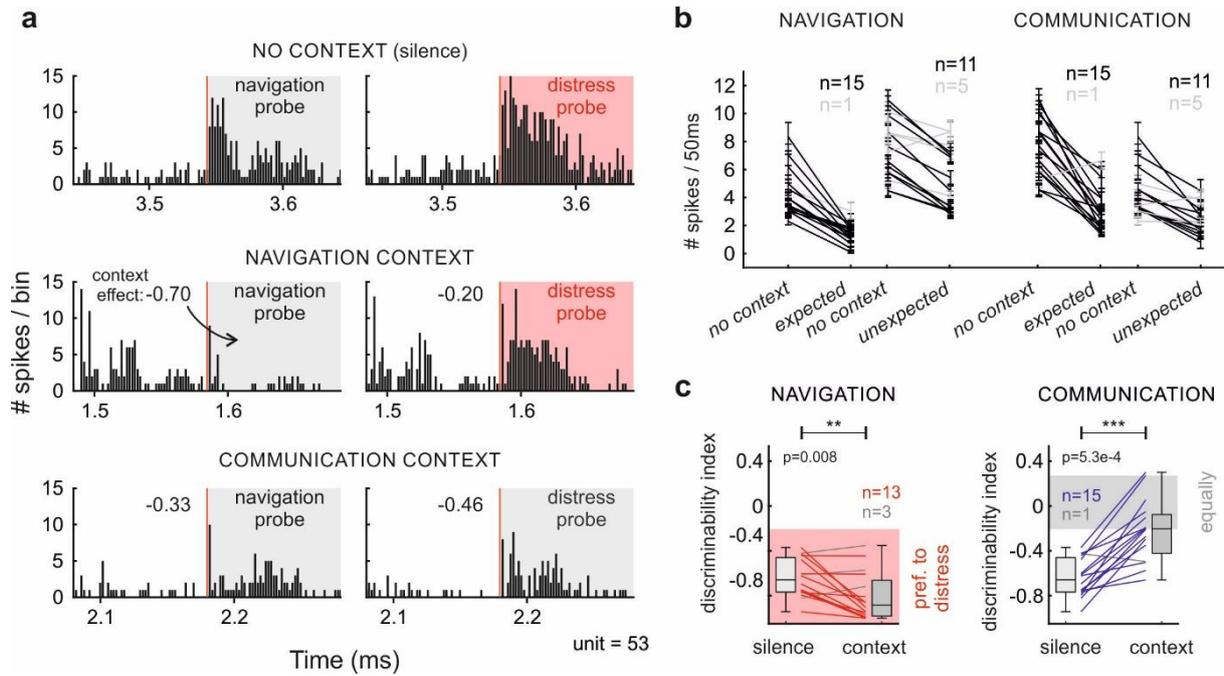 a
NO CONTEXT (silence)
15
10
5
0
navigation
probe
distress
probe
3.5
3.6
3.5
3.6
NAVIGATION CONTEXT
# spikes / bin
15
10
5
0
context
effect:-0.70
navigation
probe
-0.20
distress
probe
1.5
1.6
1.5
1.6
COMMUNICATION CONTEXT
15
10
5
0
-0.33
navigation
probe
-0.46
distress
probe
2.1
2.2
2.1
2.2
Time (ms)
unit = 53
b
NAVIGATION
COMMUNICATION
# spikes / 50ms
12
10
8
6
4
2
0
n=15
n=1
n=11
n=5
n=15
n=1
n=11
n=5
no context
expected
no context
unexpected
no context
expected
no context
unexpected
c
NAVIGATION
**
discriminability index
0.4
0
-0.4
-0.8
p=0.008
n=13
n=3
pref. to
distress
silence
context
COMMUNICATION
***
discriminability index
0.4
0
-0.4
-0.8
p=5.3e-4
n=15
n=1
equally
silence
context